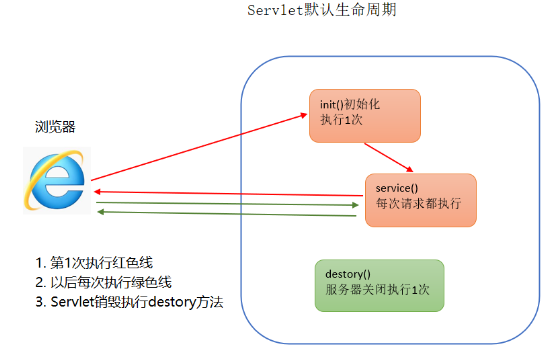 Servlet默认生命周期
init()初始化
执行1次
浏览器
service()
每次请求都执行
destory()
服务器关闭执行1次
1. 第1次执行红色线
2. 以后每次执行绿色线
3. Servlet销毁执行destory方法